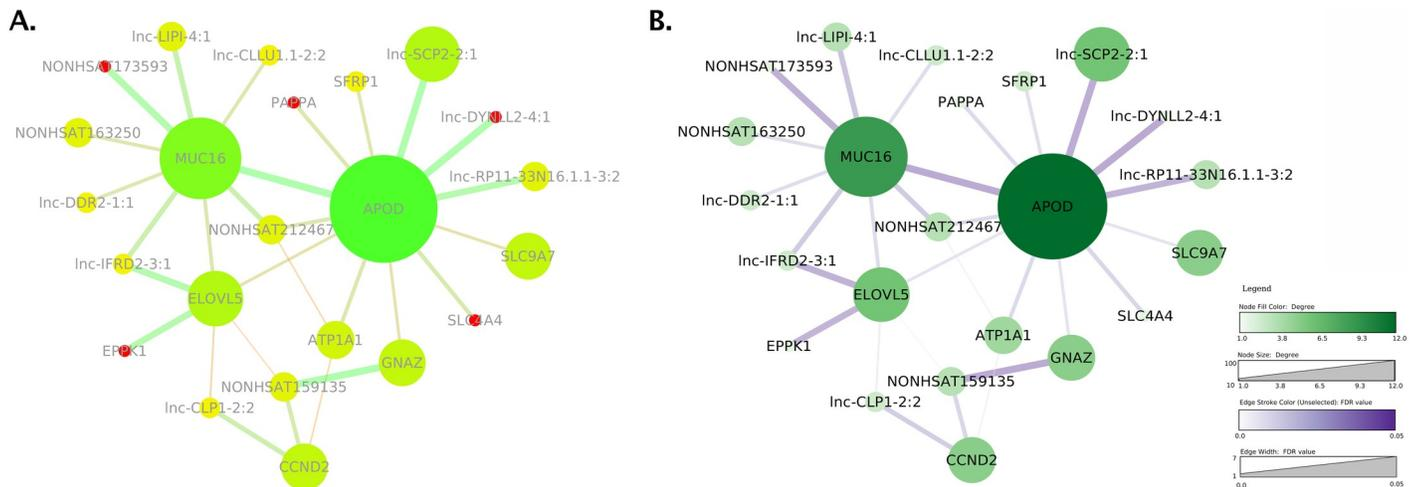 A.
lnc-LIPI-4:1
lnc-CLLU1.1-2:2
lnc-SCP2-2:1
NONHSAT173593
SFRP1
PAPPA
lnc-DYNLL2-4:1
NONHSAT163250
MUC16
lnc-RP11-33N16.1.1-3:2
lnc-DDR2-1:1
APOD
NONHSAT212467
SLC9A7
lnc-IFRD2-3:1
ELOVL5
SLC4A4
ATP1A1
EPPK1
GNAZ
NONHSAT159135
lnc-CLP1-2:2
CCND2
B.
lnc-LIPI-4:1
lnc-CLLU1.1-2:2
lnc-SCP2-2:1
NONHSAT173593
SFRP1
PAPPA
lnc-DYNLL2-4:1
NONHSAT163250
MUC16
lnc-RP11-33N16.1.1-3:2
lnc-DDR2-1:1
APOD
NONHSAT212467
SLC9A7
lnc-IFRD2-3:1
ELOVL5
SLC4A4
ATP1A1
EPPK1
GNAZ
NONHSAT159135
lnc-CLP1-2:2
CCND2
Legend
Node Fill Color: Degree
1.0 3.8 6.5 9.3 12.0
Node Size: Degree
100
10 1.0 3.8 6.5 9.3 12.0
Edge Stroke Color (Unselected): FDR value
0.0 0.05
Edge Width: FDR value
7
1
0.0 0.05